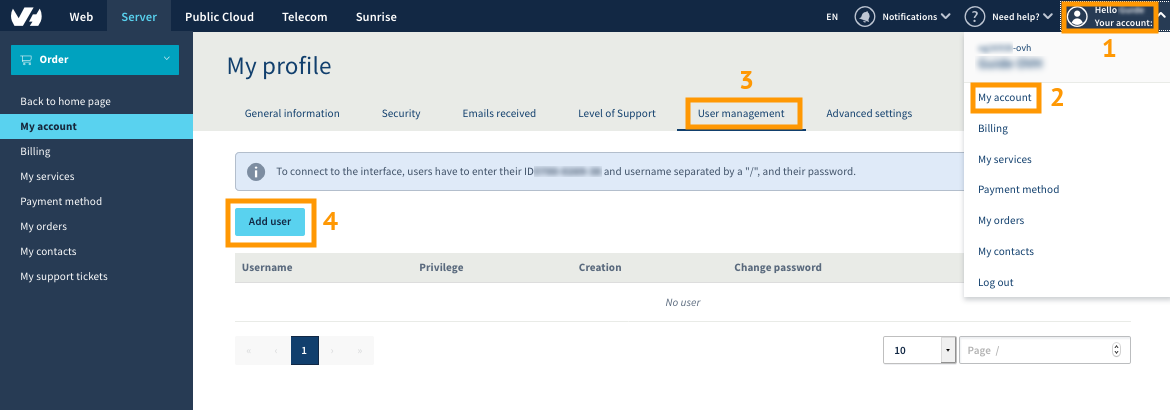 Web Server Public Cloud Telecom Sunrise EN Notifications Need help? Hello
Your account:
1
-ovh
Order
My profile
3
Back to home page
My account
Billing
My services
Payment method
My orders
My contacts
My support tickets
General information Security Emails received Level of Support User management Advanced settings
My account 2
Billing
My services
Payment method
My orders
My contacts
Log out
To connect to the interface, users have to enter their ID and username separated by a "/", and their password.
Add user 4
Username Privilege Creation Change password
No user
« ‹ 1 › » 10 Page /